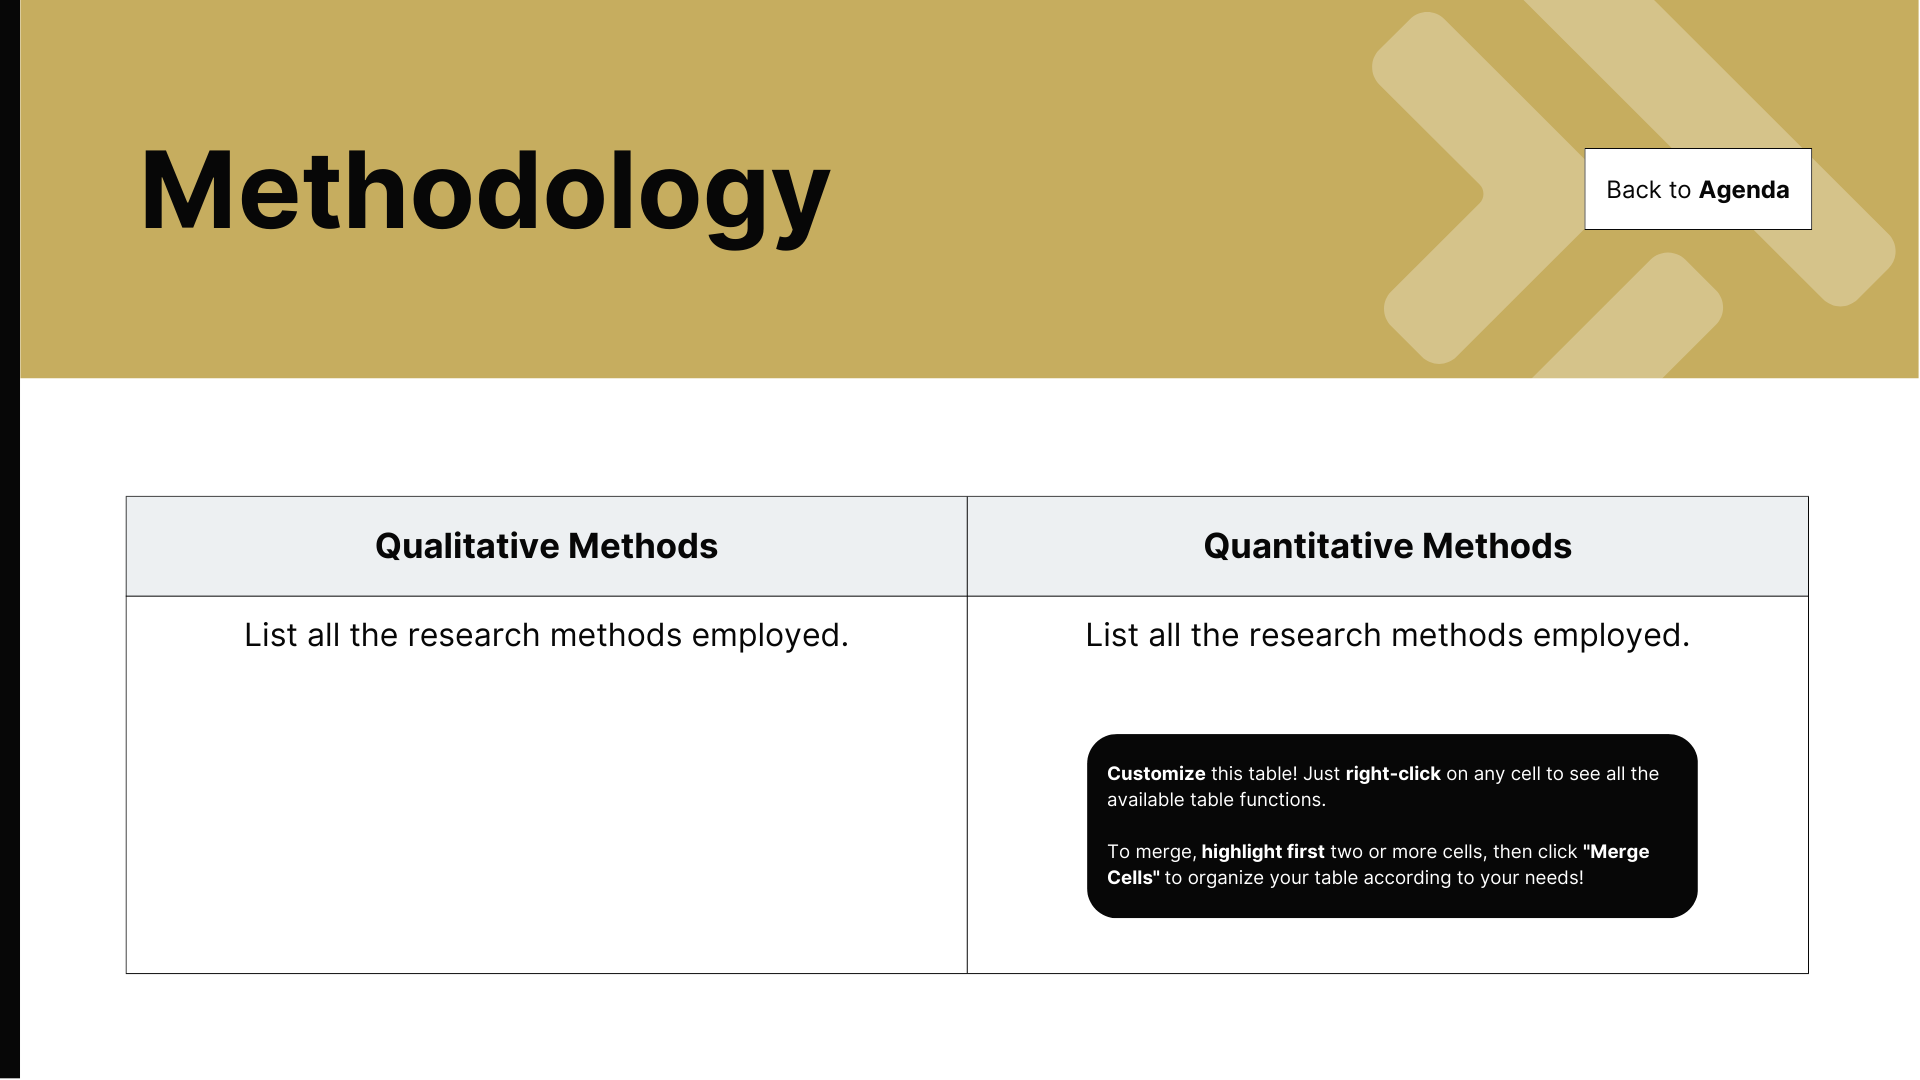 Methodology
Back to Agenda
Qualitative Methods
Quantitative Methods
List all the research methods employed.
List all the research methods employed.
Customize this table! Just right-click on any cell to see all the
available table functions.
To merge, highlight first two or more cells, then click "Merge
Cells" to organize your table according to your needs!